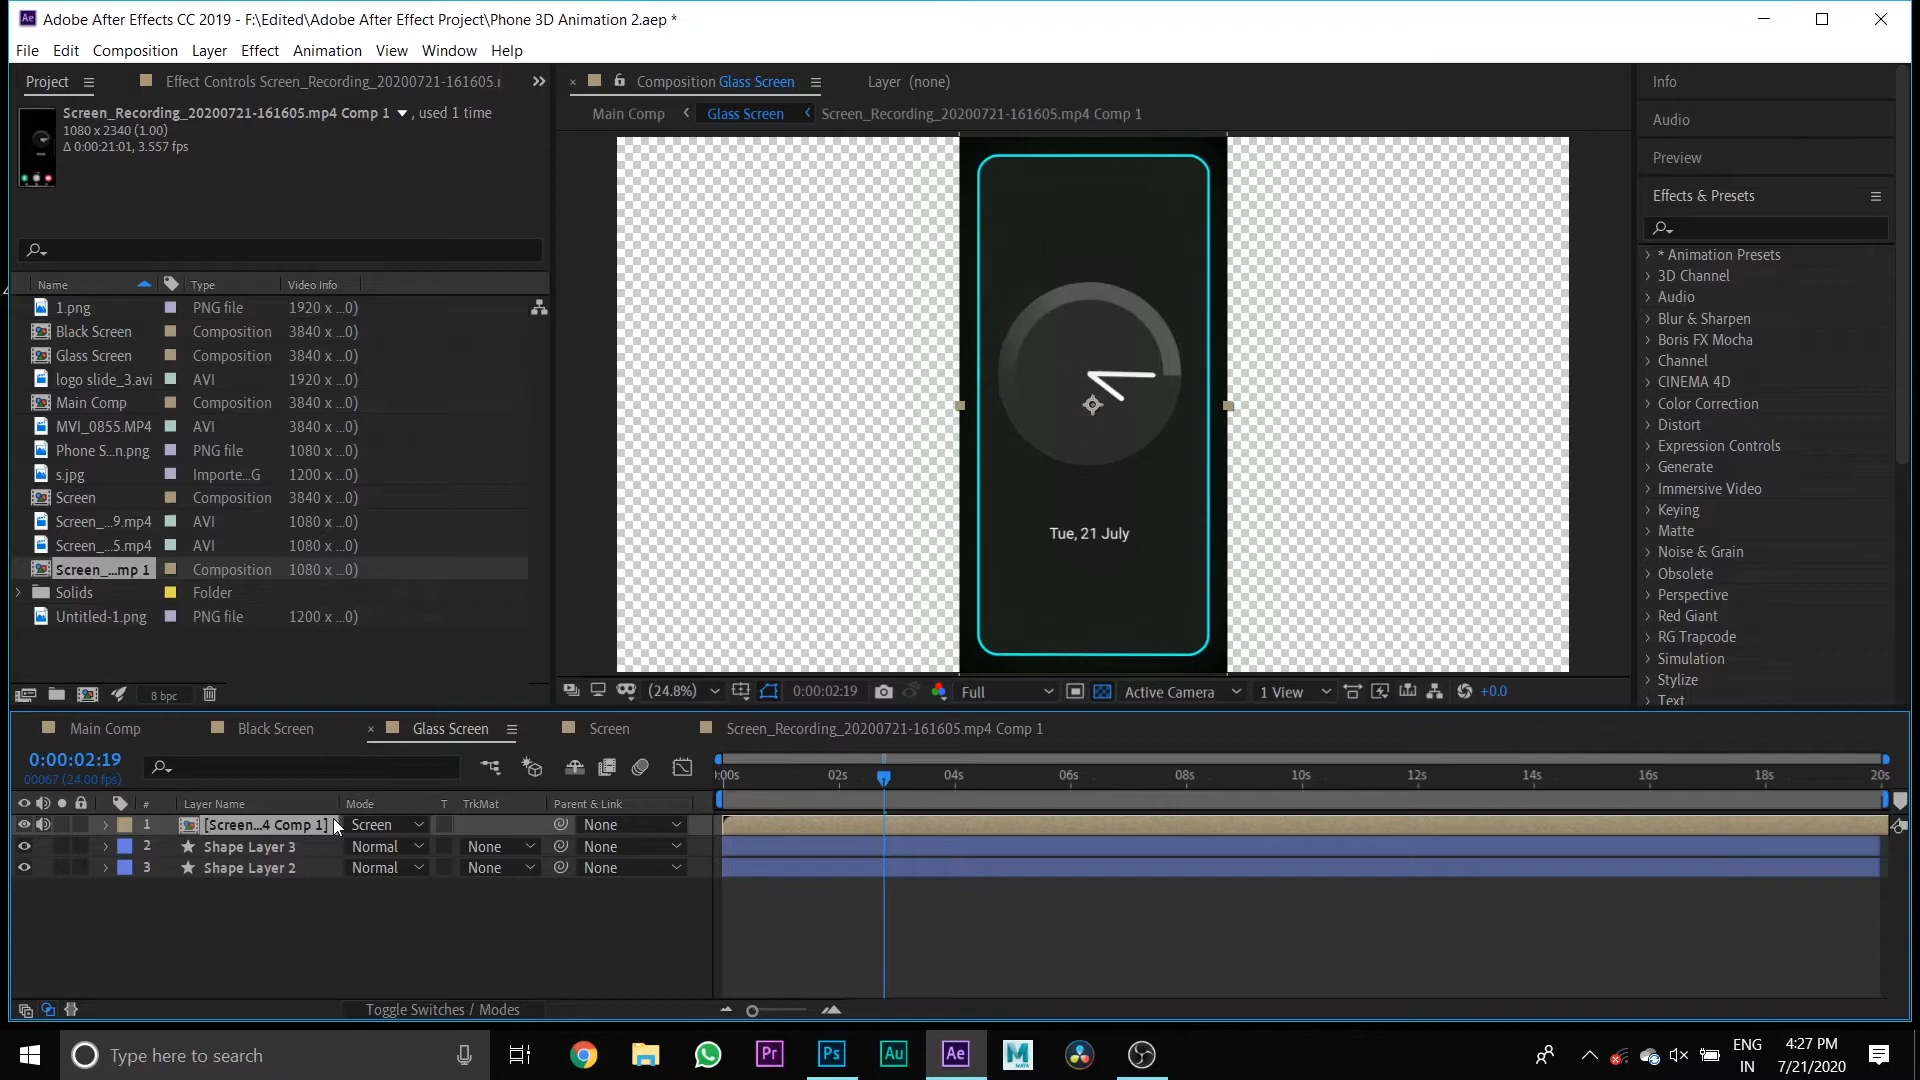 Adobe After Effects CC 2019 - F:\Edited\Adobe After Effect Project\Phone 3D Animation 2.aep *
File Edit Composition Layer Effect Animation View Window Help
Project Effect Controls Screen_Recording_20200721-161605.r
Screen_Recording_20200721-161605.mp4 Comp 1 , used 1 time
1080 x 2340 (1.00)
Δ 0:00:21:01, 3.557 fps
Name Type Video Info
1.png PNG file 1920 x ...0)
Black Screen Composition 3840 x ...0)
Glass Screen Composition 3840 x ...0)
logo slide_3.avi AVI 1920 x ...0)
Main Comp Composition 3840 x ...0)
MVI_0855.MP4 AVI 3840 x ...0)
Phone S...n.png PNG file 1080 x ...0)
s.jpg Importe...G 1200 x ...0)
Screen Composition 3840 x ...0)
Screen_...9.mp4 AVI 1080 x ...0)
Screen_...5.mp4 AVI 1080 x ...0)
Screen_...mp 1 Composition 1080 x ...0)
Solids Folder
Untitled-1.png PNG file 1200 x ...0)
8 bpc
Composition Glass Screen Layer (none)
Main Comp Glass Screen Screen_Recording_20200721-161605.mp4 Comp 1
Tue, 21 July
(24.8%) 0:00:02:19 Full Active Camera 1 View +0.0
Info
Audio
Preview
Effects & Presets
* Animation Presets
3D Channel
Audio
Blur & Sharpen
Boris FX Mocha
Channel
CINEMA 4D
Color Correction
Distort
Expression Controls
Generate
Immersive Video
Keying
Matte
Noise & Grain
Obsolete
Perspective
Red Giant
RG Trapcode
Simulation
Stylize
Text
Main Comp Black Screen Glass Screen Screen Screen_Recording_20200721-161605.mp4 Comp 1
0:00:02:19
00067 (24.00 fps)
:00s 02s 04s 06s 08s 10s 12s 14s 16s 18s 20s
# Layer Name Mode T TrkMat Parent & Link
1 [Screen...4 Comp 1] Screen None
2 Shape Layer 3 Normal None None
3 Shape Layer 2 Normal None None
Toggle Switches / Modes
Type here to search
Pr Ps Au Ae M
ENG
IN
4:27 PM
7/21/2020